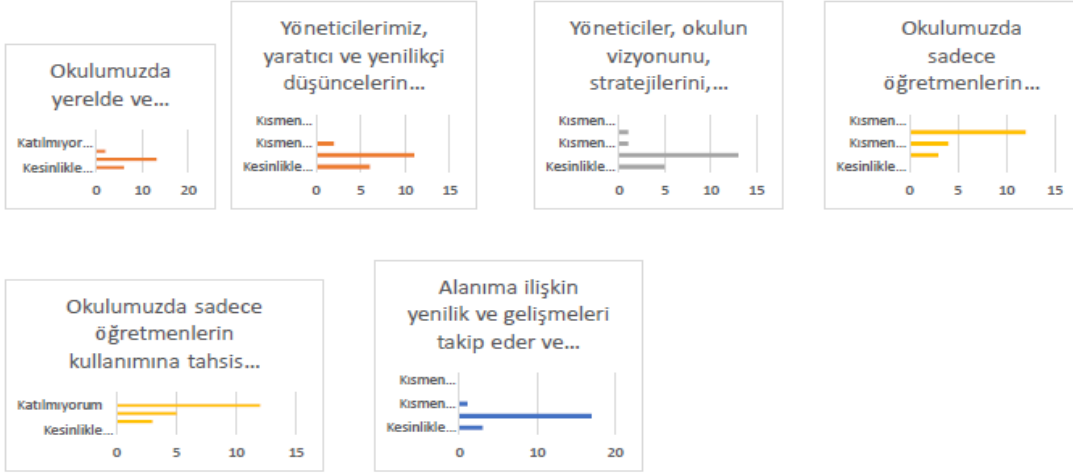 Okulumuzda
yerelde ve...
Katılmıyor...
Kesinlikle...
0 10 20
Yöneticilerimiz,
yaratıcı ve yenilikçi
düşüncelerin...
Kısmen...
Kısmen...
Kesinlikle...
0 5 10 15
Yöneticiler, okulun
vizyonunu,
stratejilerini,...
Kısmen...
Kısmen...
Kesinlikle...
0 5 10 15
Okulumuzda
sadece
öğretmenlerin...
Kısmen...
Kısmen...
Kesinlikle...
0 5 10 15
Okulumuzda sadece
öğretmenlerin
kullanımına tahsis...
Katılmıyorum
Kesinlikle...
0 5 10 15
Alanıma ilişkin
yenilik ve gelişmeleri
takip eder ve...
Kısmen...
Kısmen...
Kesinlikle...
0 10 20